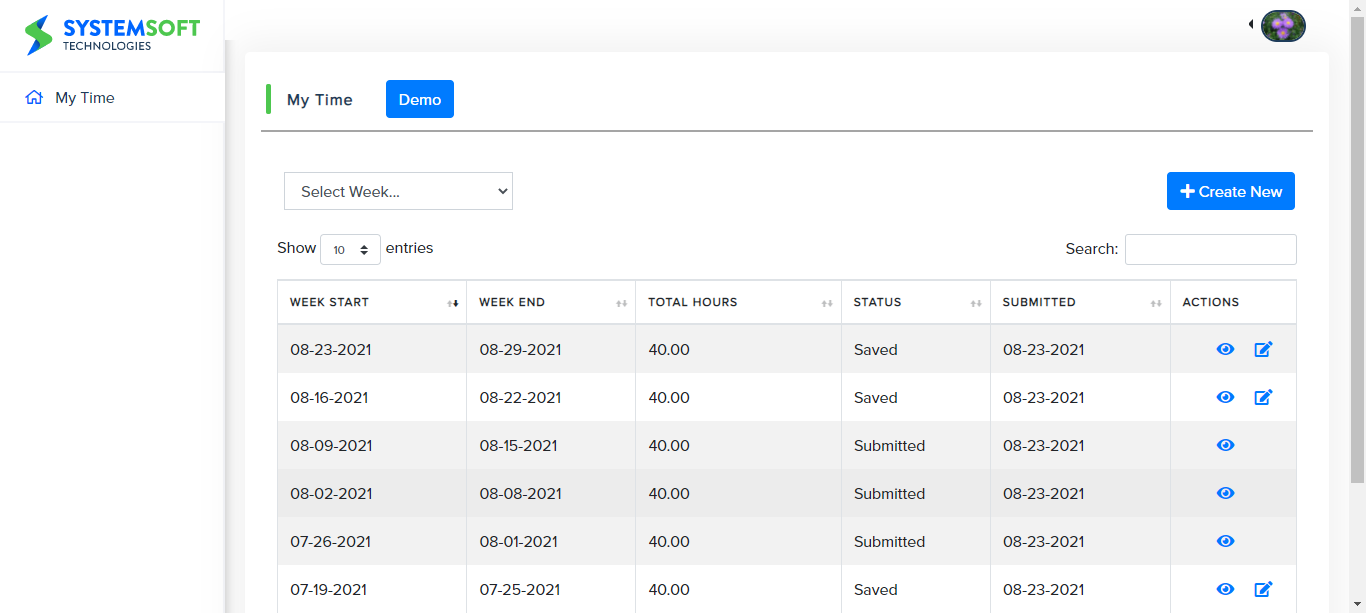 SYSTEMSOFT
TECHNOLOGIES
My Time
My Time Demo
Select Week... Create New
Show 10 entries Search:
WEEK START WEEK END TOTAL HOURS STATUS SUBMITTED ACTIONS
08-23-2021 08-29-2021 40.00 Saved 08-23-2021
08-16-2021 08-22-2021 40.00 Saved 08-23-2021
08-09-2021 08-15-2021 40.00 Submitted 08-23-2021
08-02-2021 08-08-2021 40.00 Submitted 08-23-2021
07-26-2021 08-01-2021 40.00 Submitted 08-23-2021
07-19-2021 07-25-2021 40.00 Saved 08-23-2021